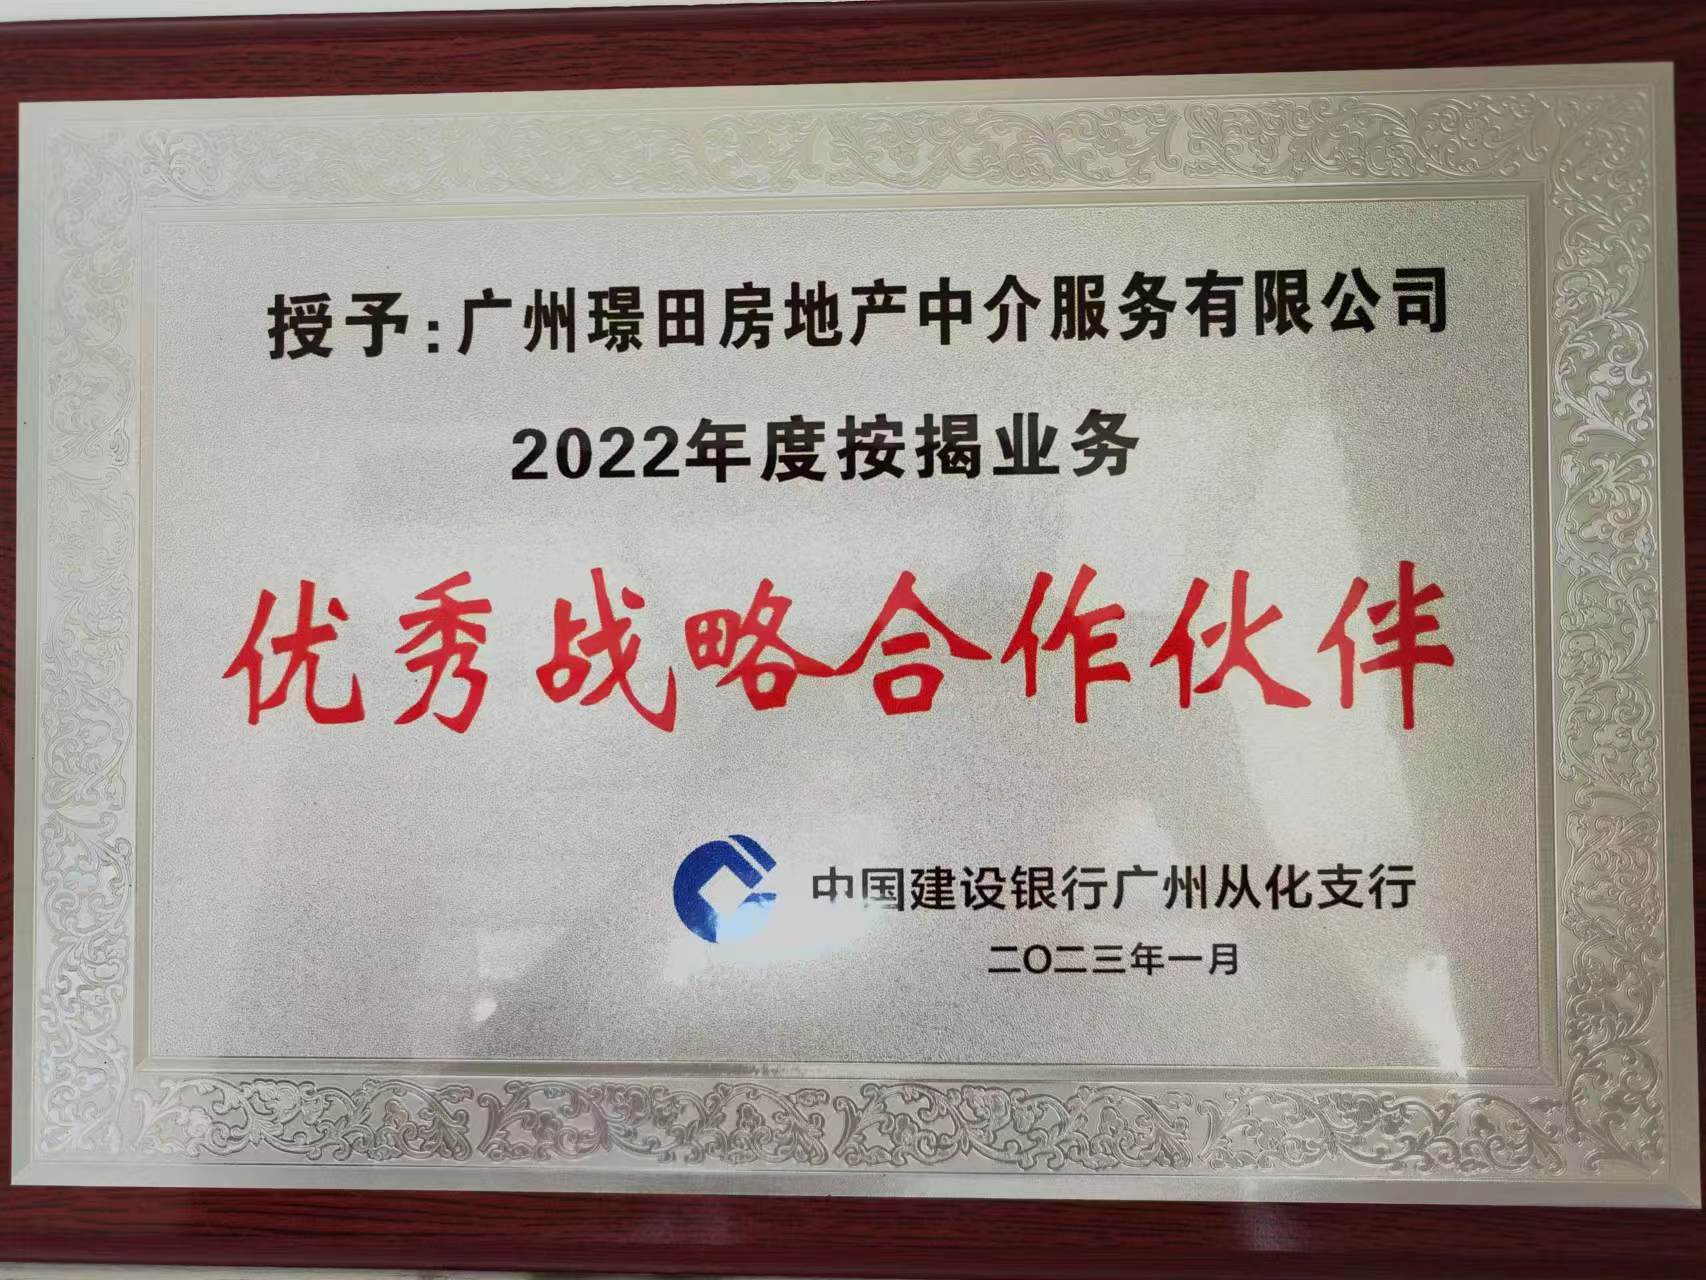 授予:广州璟田房地产中介服务有限公司
2022年度按揭业务
优秀战略合作伙伴
中国建设银行广州从化支行
二〇二三年一月